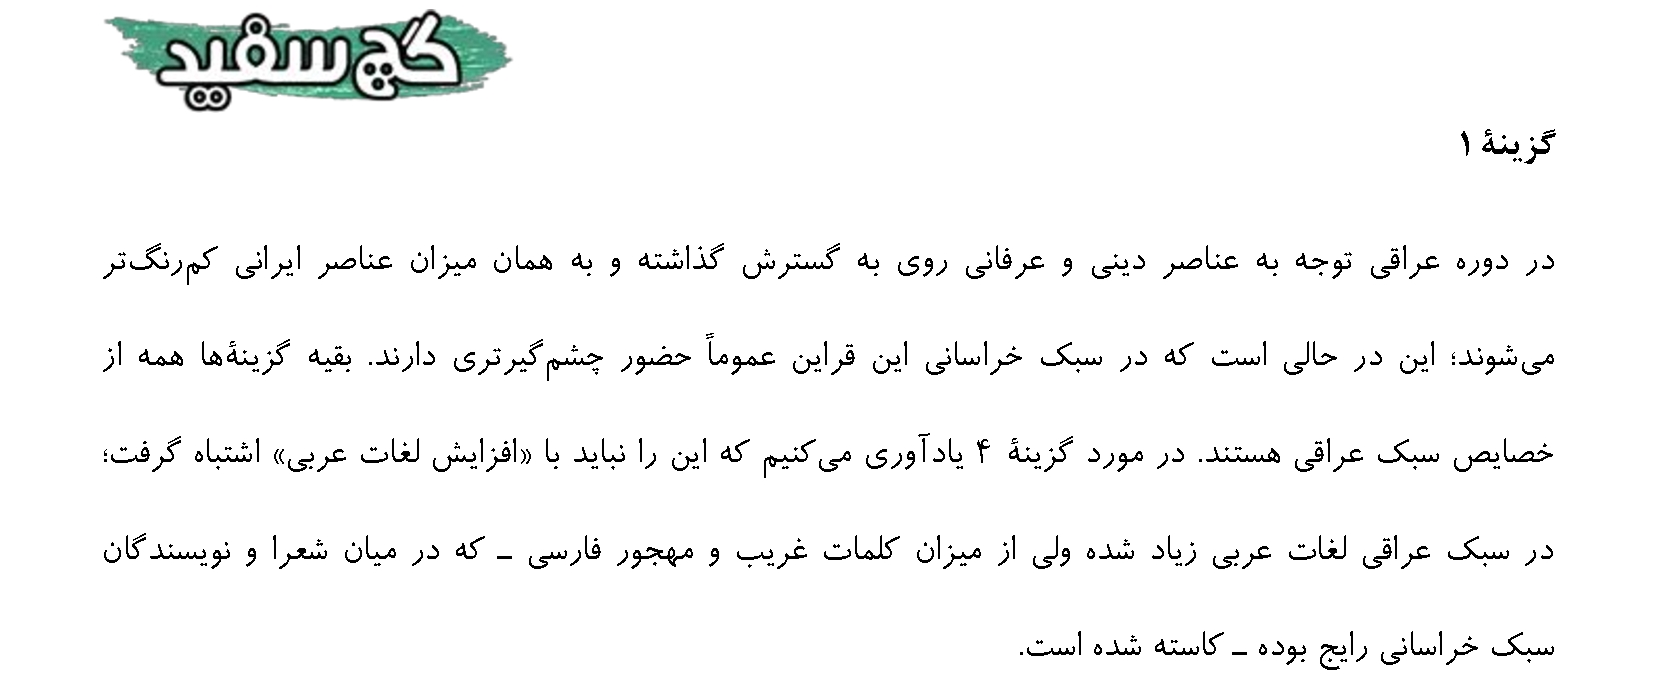 گچ سفید
گزینهٔ ۱
در دوره عراقی توجه به عناصر دینی و عرفانی روی به گسترش گذاشته و به همان میزان عناصر ایرانی کم‌رنگ‌تر
می‌شوند؛ این در حالی است که در سبک خراسانی این قراین عموماً حضور چشم‌گیرتری دارند. بقیه گزینهٔ‌ها همه از
خصایص سبک عراقی هستند. در مورد گزینهٔ ۴ یادآوری می‌کنیم که این را نباید با «افزایش لغات عربی» اشتباه گرفت؛
در سبک عراقی لغات عربی زیاد شده ولی از میزان کلمات غریب و مهجور فارسی ـ که در میان شعرا و نویسندگان
سبک خراسانی رایج بوده ـ کاسته شده است.